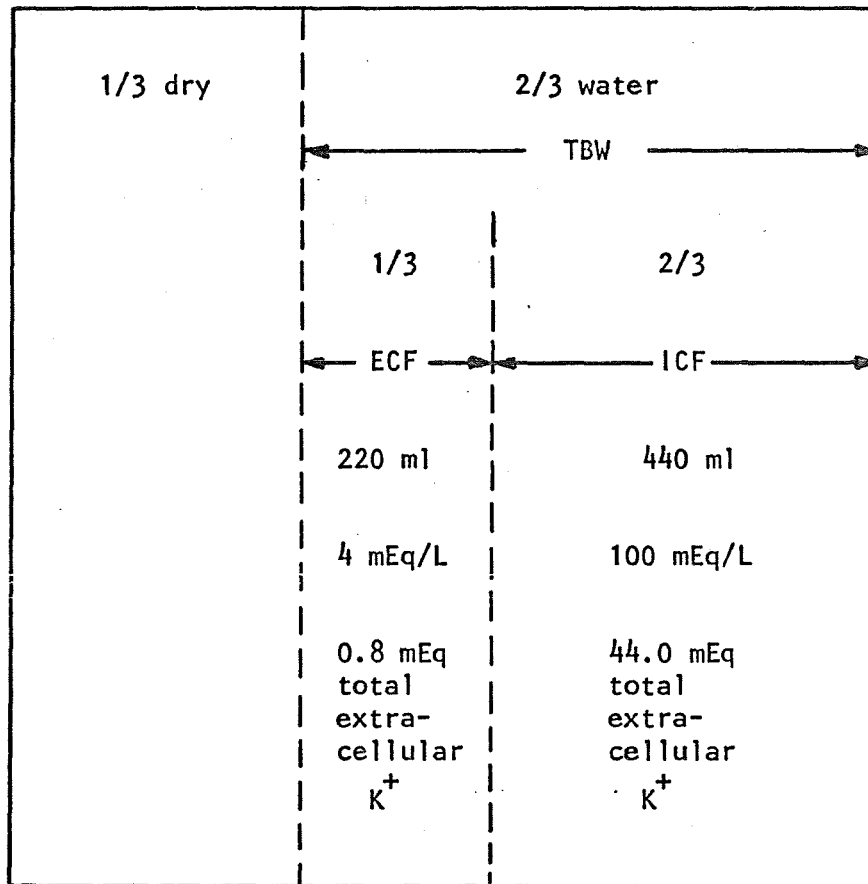 1/3 dry
2/3 water
TBW
1/3
2/3
ECF
ICF
220 ml
440 ml
4 mEq/L
100 mEq/L
0.8 mEq
total
extra-
cellular
K+
44.0 mEq
total
extra-
cellular
K+